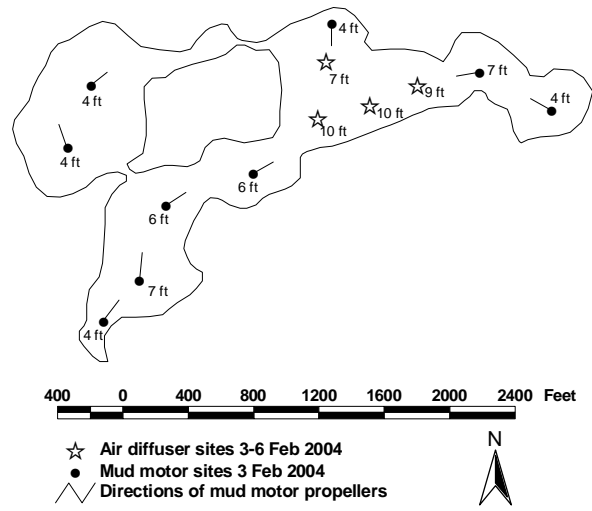 4 ft
7 ft
7 ft
4 ft
9 ft
4 ft
10 ft
10 ft
4 ft
6 ft
6 ft
7 ft
4 ft
400 0 400 800 1200 1600 2000 2400 Feet
Air diffuser sites 3-6 Feb 2004
N
Mud motor sites 3 Feb 2004
Directions of mud motor propellers